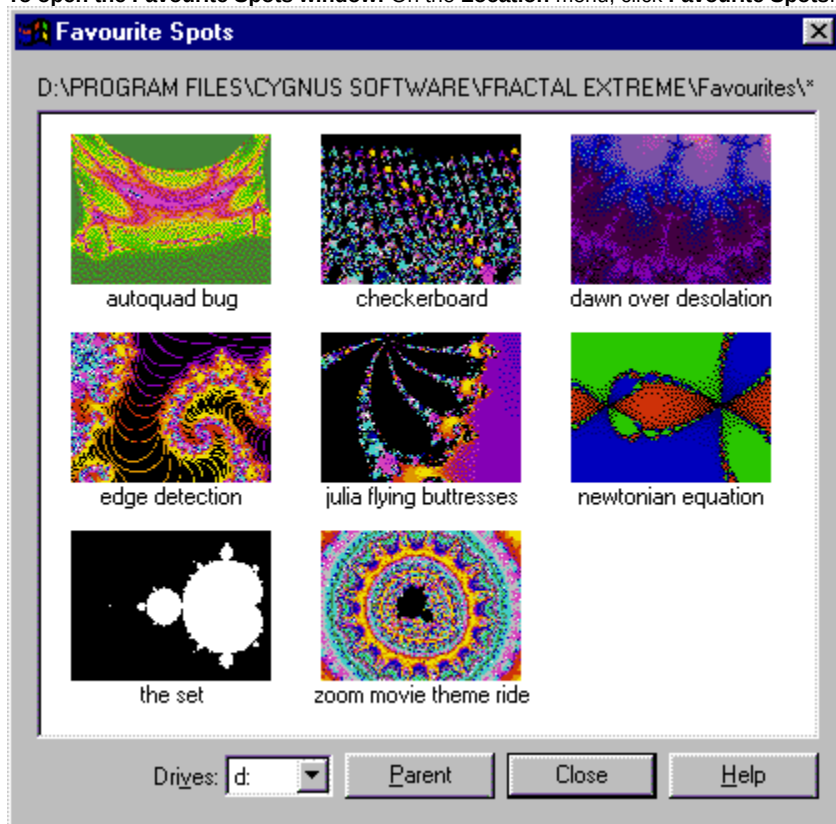 To open the Favourite Spots window: On the Location menu, click Favourite Spots.
Favourite Spots
D:\PROGRAM FILES\CYGNUS SOFTWARE\FRACTAL EXTREME\Favourites\*
autoquad bug
checkerboard
dawn over desolation
edge detection
julia flying buttresses
newtonian equation
the set
zoom movie theme ride
Drives: d: Parent Close Help